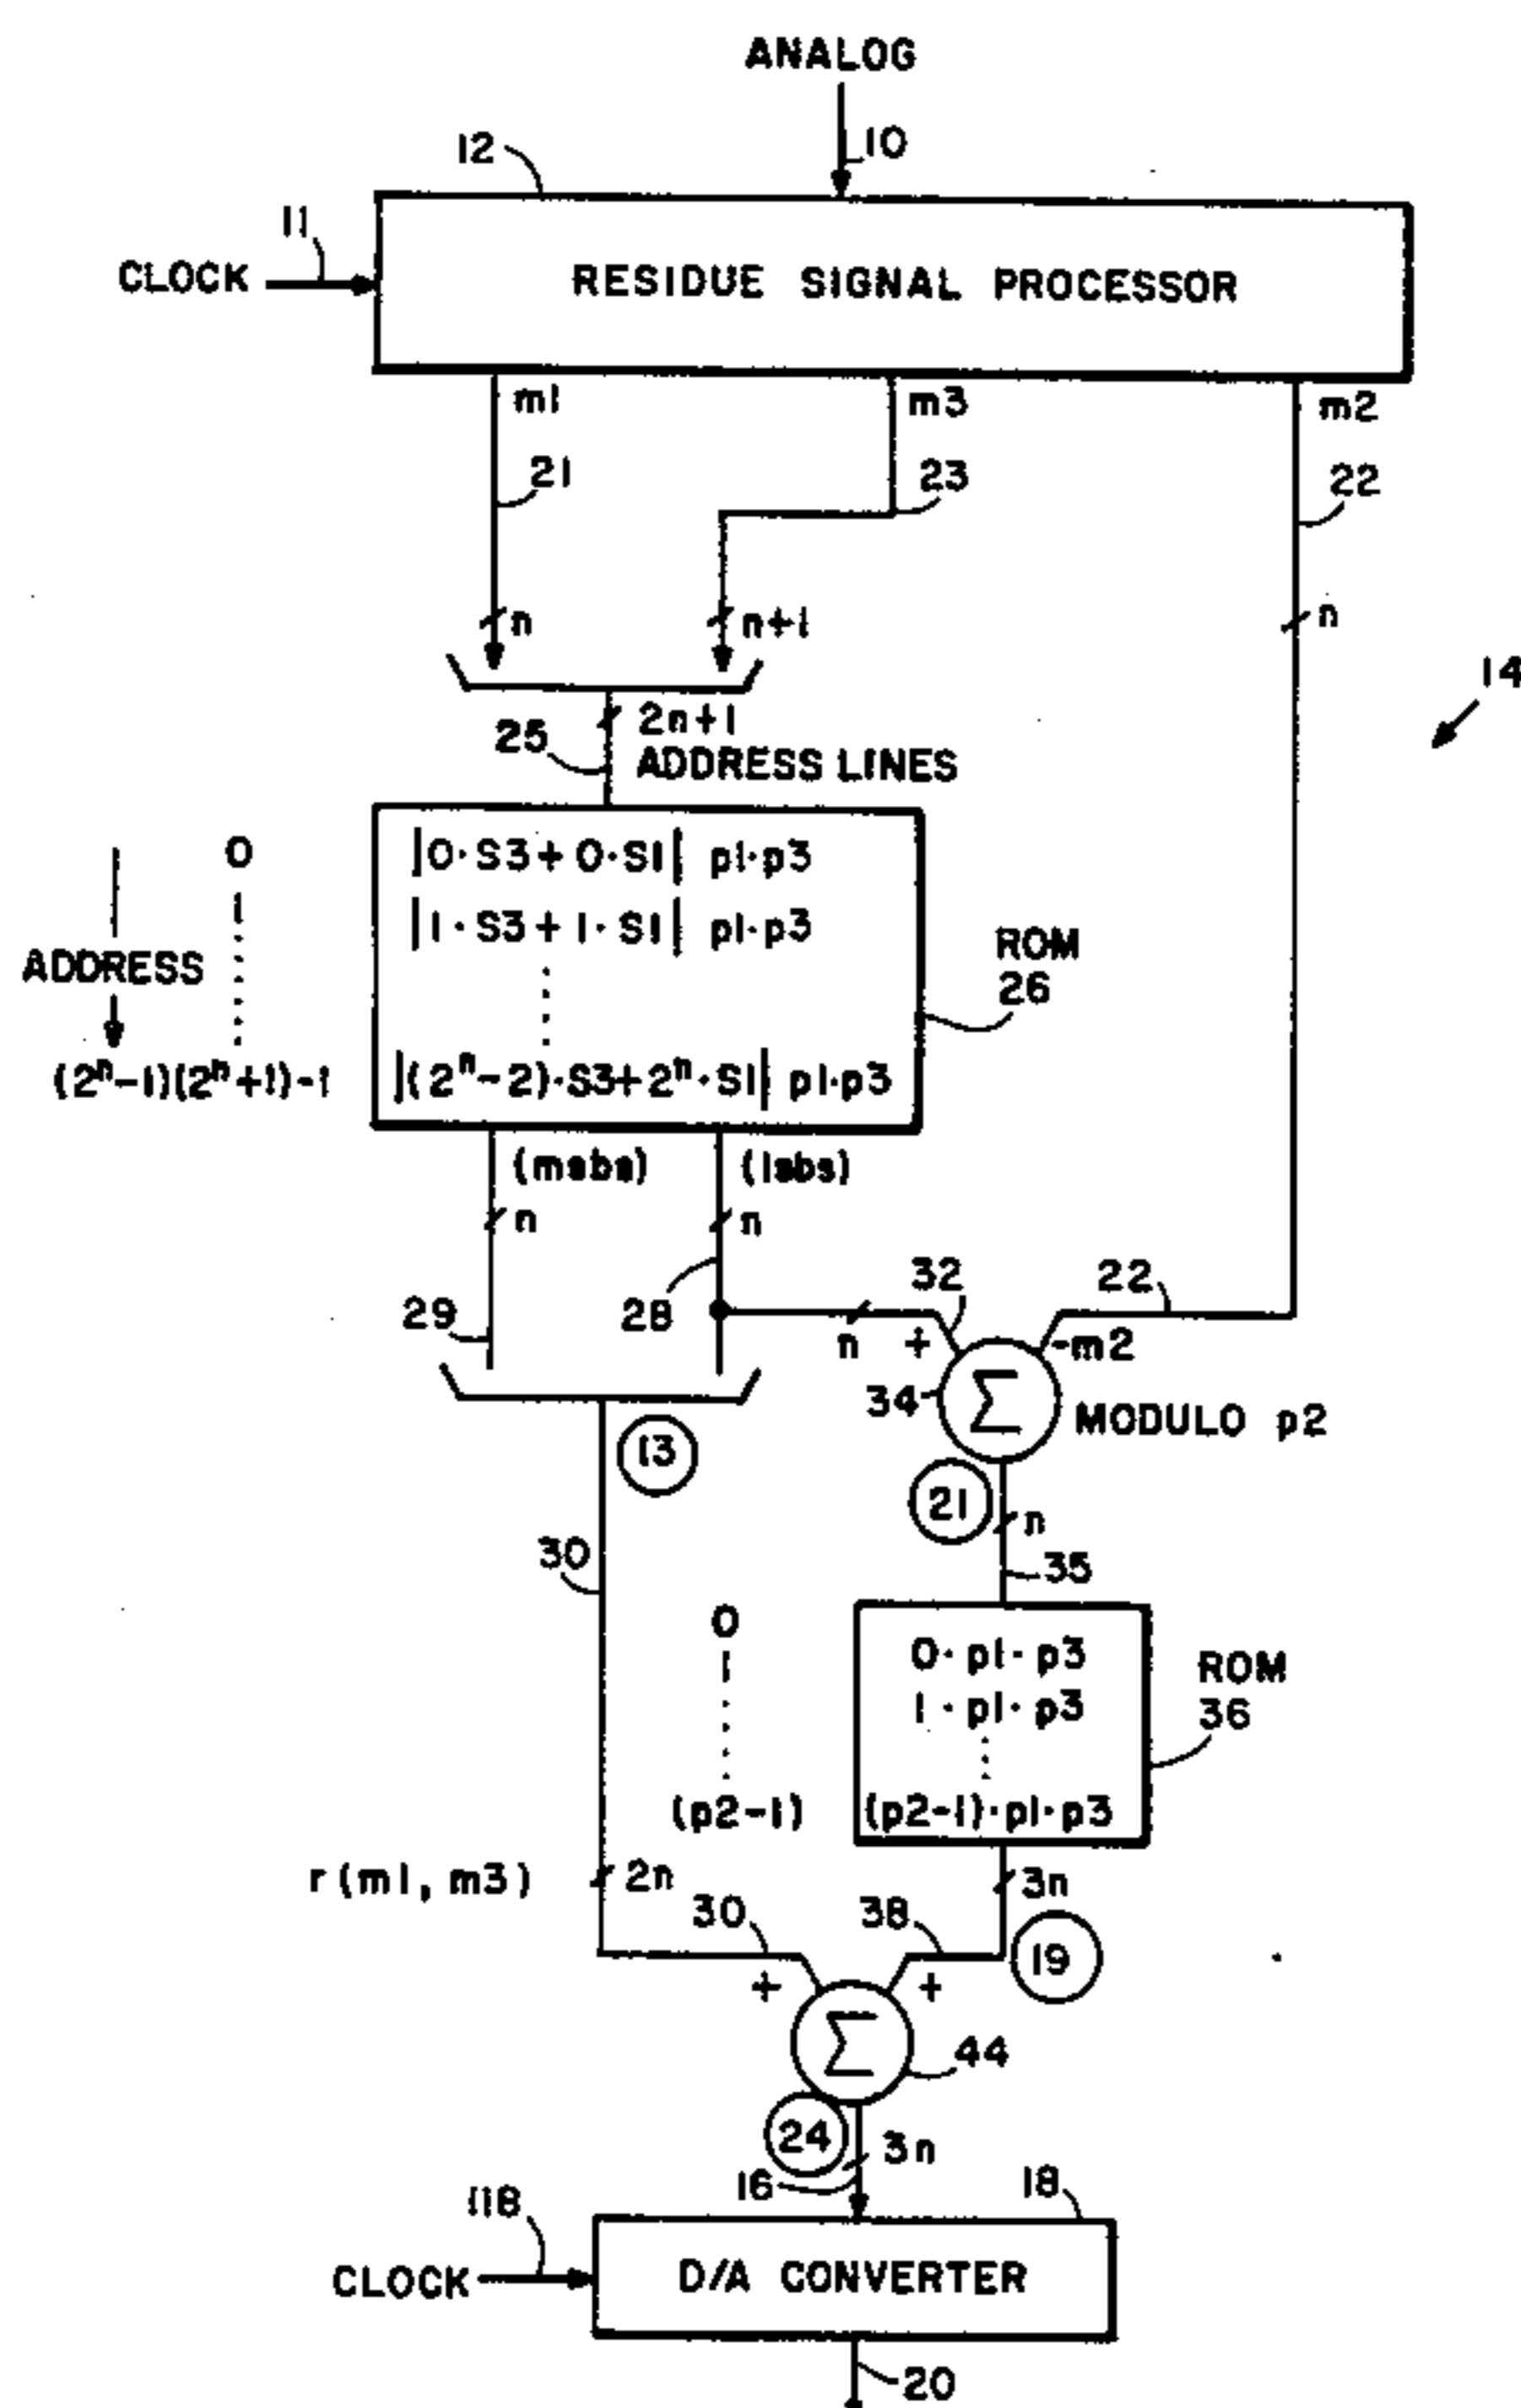 ANALOG
10
12
11
CLOCK
RESIDUE SIGNAL PROCESSOR
m1
m3
m2
21
23
22
n
n+1
n
14
2n+1
25
ADDRESS LINES
0
|0·S3+0·S1| p1·p3
|1·S3+1·S1| p1·p3
ADDRESS
ROM
26
(2ⁿ-1)(2ⁿ+1)-1
|(2ⁿ-2)·S3+2ⁿ·S1| p1·p3
(msbs)
(lsbs)
n
n
32
22
29
28
n
+
-m2
34
Σ
MODULO p2
13
21
n
30
35
0
0·p1·p3
1·p1·p3
ROM
36
(p2-1)
(p2-1)·p1·p3
r(m1, m3)
2n
3n
30
38
19
+
+
Σ
44
24
3n
16
18
118
CLOCK
D/A CONVERTER
20